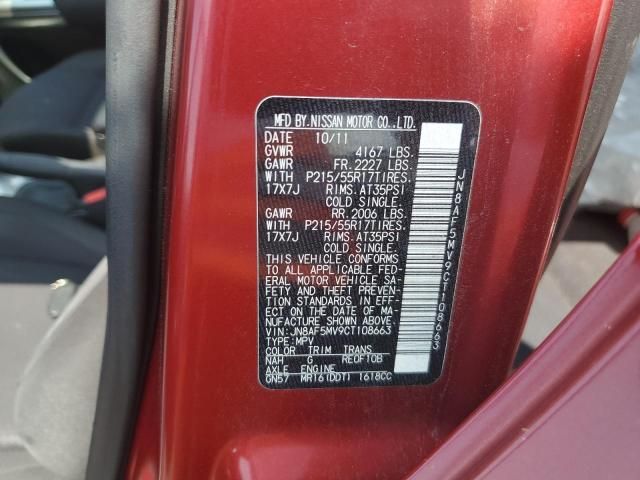 MFD BY.NISSAN MOTOR CO.,LTD.
DATE 10/11
GVWR 4167 LBS.
GAWR FR. 2227 LBS.
WITH P215/55R17TIRES.
17X7J RIMS. AT35PSI
COLD SINGLE.
GAWR RR. 2006 LBS.
WITH P215/55R17TIRES.
17X7J RIMS. AT35PSI
COLD SINGLE.
THIS VEHICLE CONFORMS
TO ALL APPLICABLE FED-
ERAL MOTOR VEHICLE SA-
FETY AND THEFT PREVEN-
TION STANDARDS IN EFF-
ECT ON THE DATE OF MA-
NUFACTURE SHOWN ABOVE.
VIN: JN8AF5MV9CT108663
TYPE: MPV
COLOR TRIM TRANS
NAH G RE0F10B
AXLE ENGINE
GN57 MR16(DDT) 1618CC
JN8AF5MV9CT108663